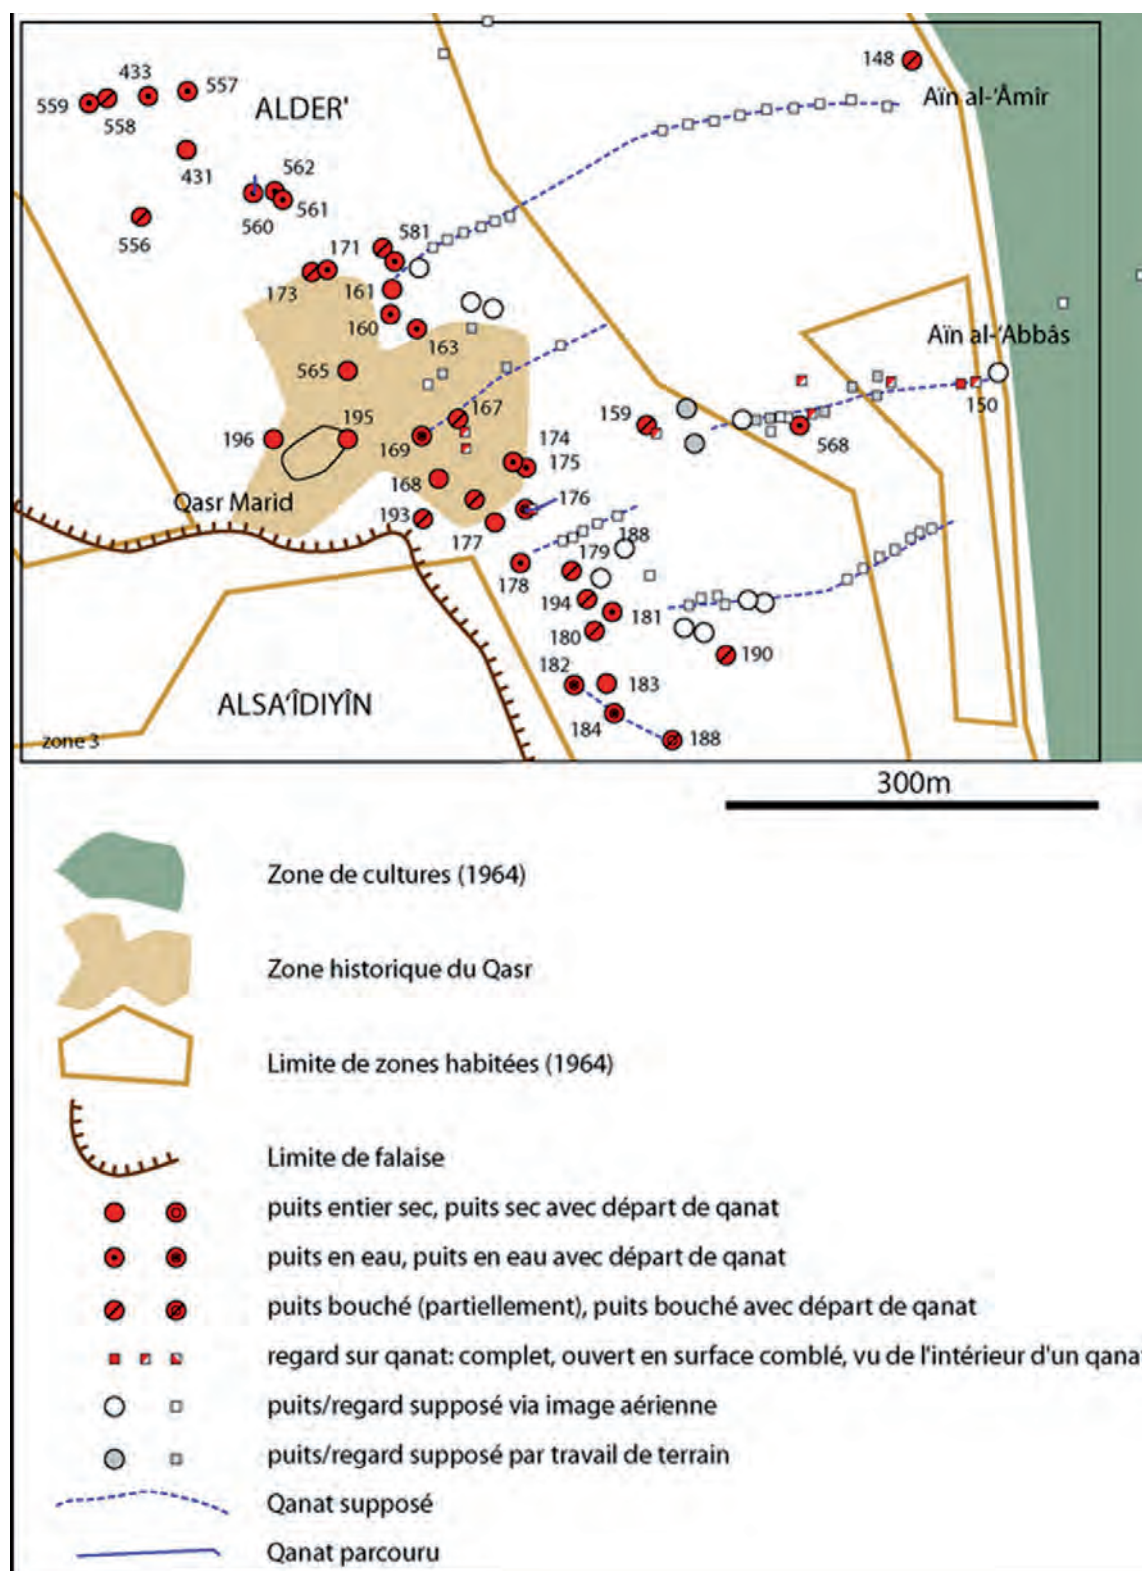 433
557
148
559
558
ALDER'
Aïn al-'Âmîr
431
562
560
561
556
171
581
173
161
160
163
Aïn al-'Abbâs
565
167
159
150
196
195
169
174
568
175
168
Qasr Marid
193
176
177
188
179
178
194
181
180
190
182
183
ALSA'ÎDIYÎN
184
188
zone 3
300m
Zone de cultures (1964)
Zone historique du Qasr
Limite de zones habitées (1964)
Limite de falaise
puits entier sec, puits sec avec départ de qanat
puits en eau, puits en eau avec départ de qanat
puits bouché (partiellement), puits bouché avec départ de qanat
regard sur qanat: complet, ouvert en surface comblé, vu de l'intérieur d'un qana
puits/regard supposé via image aérienne
puits/regard supposé par travail de terrain
Qanat supposé
Qanat parcouru